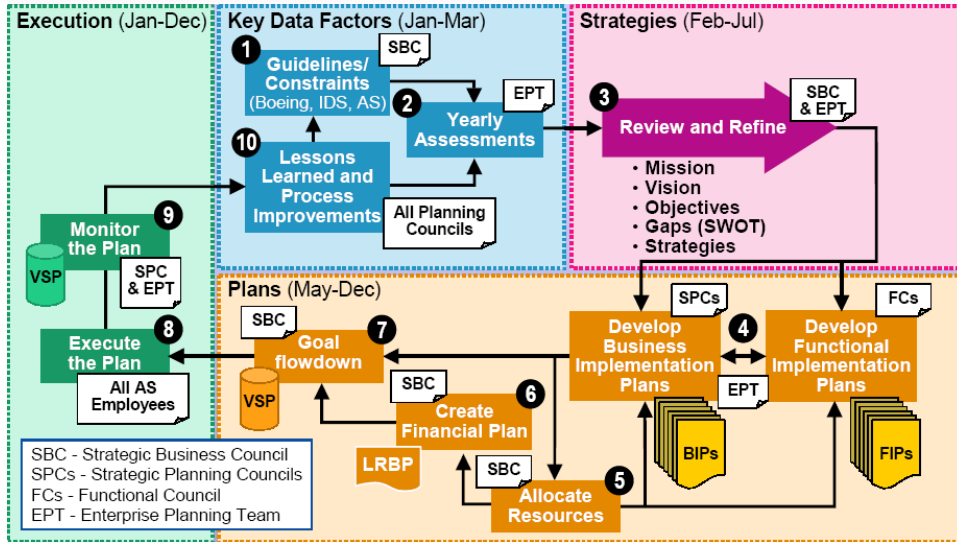 Execution (Jan-Dec)
Key Data Factors (Jan-Mar)
Strategies (Feb-Jul)
1
SBC
Guidelines/
Constraints
(Boeing, IDS, AS)
2
EPT
Yearly
Assessments
10
Lessons
Learned and
Process
Improvements
All Planning
Councils
3
SBC
& EPT
Review and Refine
• Mission
• Vision
• Objectives
• Gaps (SWOT)
• Strategies
9
Monitor
the Plan
VSP
SPC
& EPT
8
Execute
the Plan
All AS
Employees
Plans (May-Dec)
SBC
7
Goal
flowdown
VSP
SBC
6
Create
Financial Plan
LRBP
SBC
5
Allocate
Resources
SPCs
Develop
Business
Implementation
Plans
BIPs
4
EPT
FCs
Develop
Functional
Implementation
Plans
FIPs
SBC - Strategic Business Council
SPCs - Strategic Planning Councils
FCs - Functional Council
EPT - Enterprise Planning Team